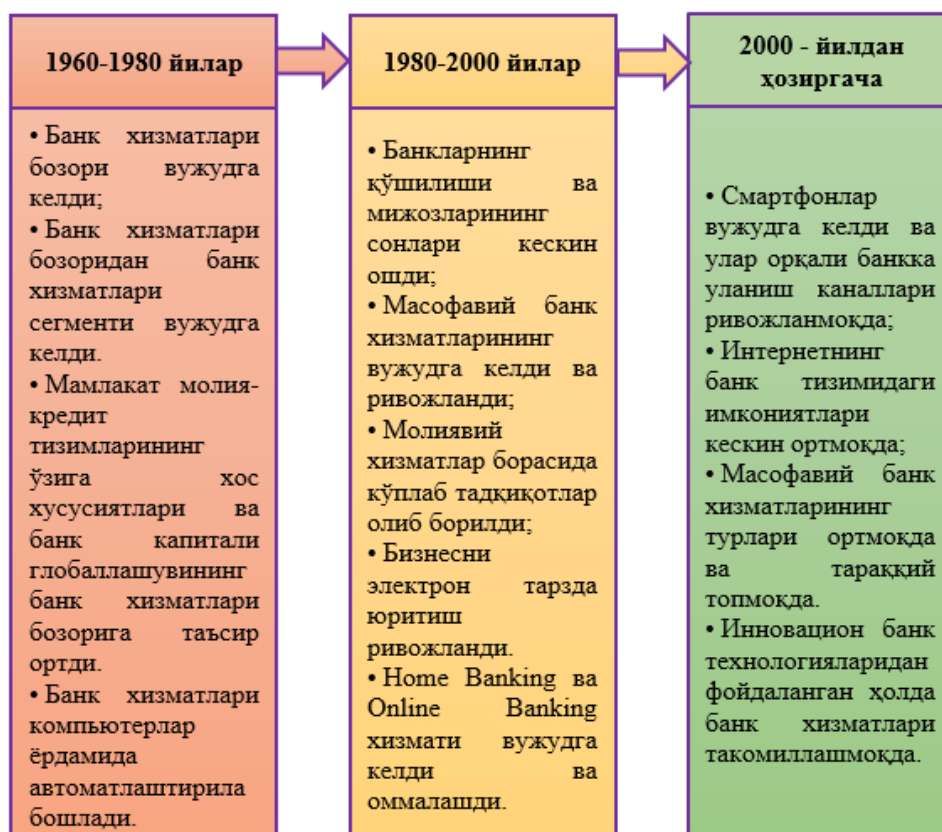 1960-1980 йилар
• Банк хизматлари
бозори вужудга
келди;
• Банк хизматлари
бозоридан банк
хизматлари
сегменти вужудга
келди.
• Мамлакат молия-
кредит
тизимларининг
ўзига хос
хусусиятлари ва
банк капитали
глобаллашувининг
банк хизматлари
бозорига таъсир
ортди.
• Банк хизматлари
компьютерлар
ёрдамида
автоматлаштирила
бошлади.
1980-2000 йилар
• Банкларнинг
қўшилиши ва
мижозларининг
сонлари кескин
ошди;
• Масофавий банк
хизматларининг
вужудга келди ва
ривожланди;
• Молиявий
хизматлар борасида
кўплаб тадқиқотлар
олиб борилди;
• Бизнесни
электрон тарзда
юритиш
ривожланди.
• Home Banking ва
Online Banking
хизмати вужудга
келди ва
оммалашди.
2000 - йилдан
ҳозиргача
• Смартфонлар
вужудга келди ва
улар орқали банкка
уланиш каналлари
ривожланмоқда;
• Интернетнинг
банк тизимидаги
имкониятлари
кескин ортмоқда;
• Масофавий банк
хизматларининг
турлари ортмоқда
ва тараққий
топмоқда.
• Инновацион банк
технологияларидан
фойдаланган ҳолда
банк хизматлари
такомиллашмоқда.